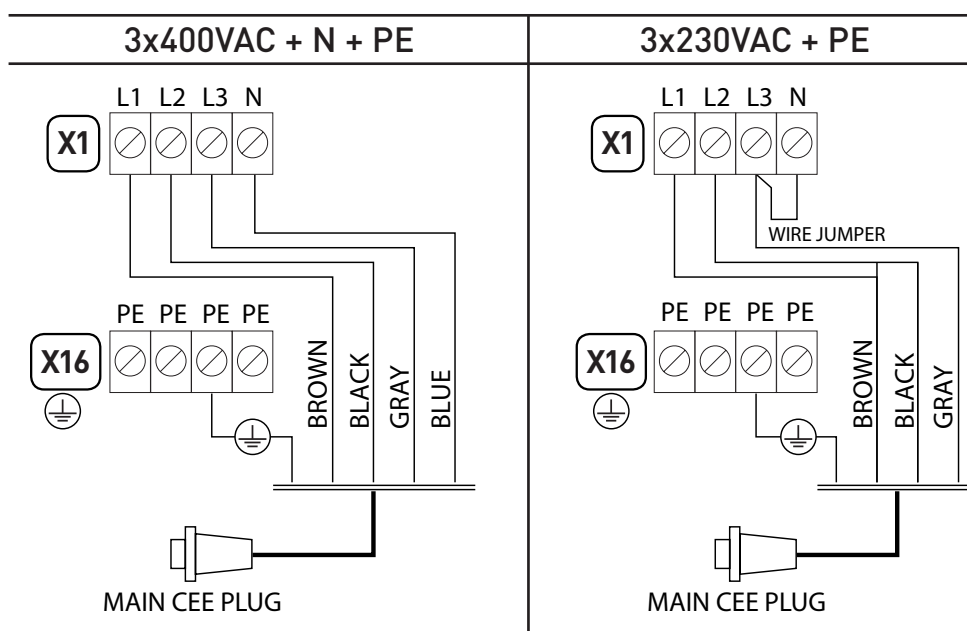 3x400VAC + N + PE
L1 L2 L3 N
X1
PE PE PE PE
X16
BROWN
BLACK
GRAY
BLUE
MAIN CEE PLUG
3x230VAC + PE
L1 L2 L3 N
X1
WIRE JUMPER
PE PE PE PE
X16
BROWN
BLACK
GRAY
MAIN CEE PLUG